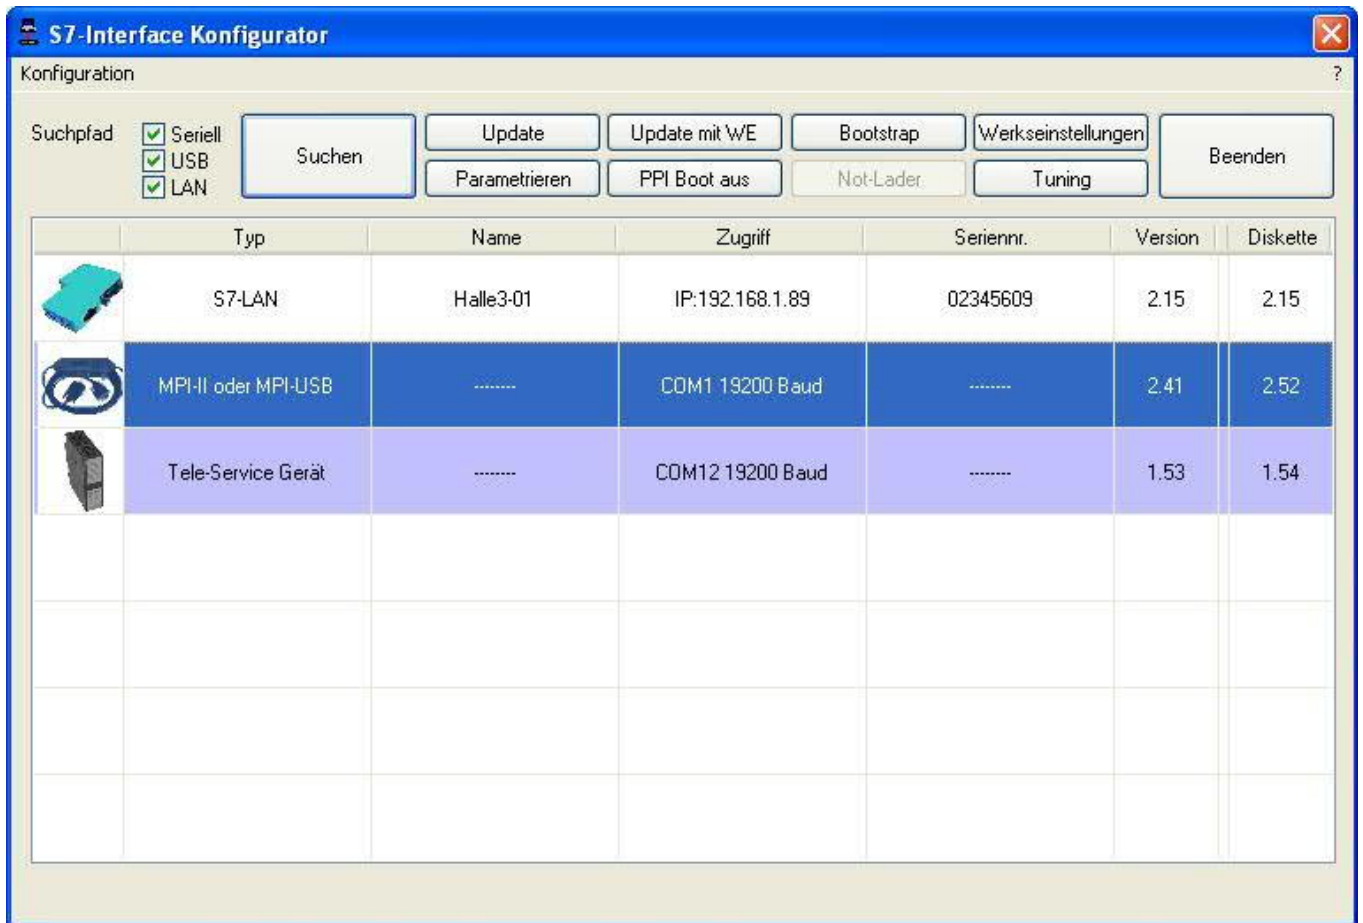 S7-Interface Konfigurator
Konfiguration ?
Suchpfad
Seriell
USB
LAN
Suchen
Update Update mit WE Bootstrap Werkseinstellungen
Parametrieren PPI Boot aus Not-Lader Tuning
Beenden
Typ Name Zugriff Seriennr. Version Diskette
S7-LAN Halle3-01 IP:192.168.1.89 02345609 2.15 2.15
MPI-II oder MPI-USB -------- COM1 19200 Baud -------- 2.41 2.52
Tele-Service Gerät -------- COM12 19200 Baud -------- 1.53 1.54